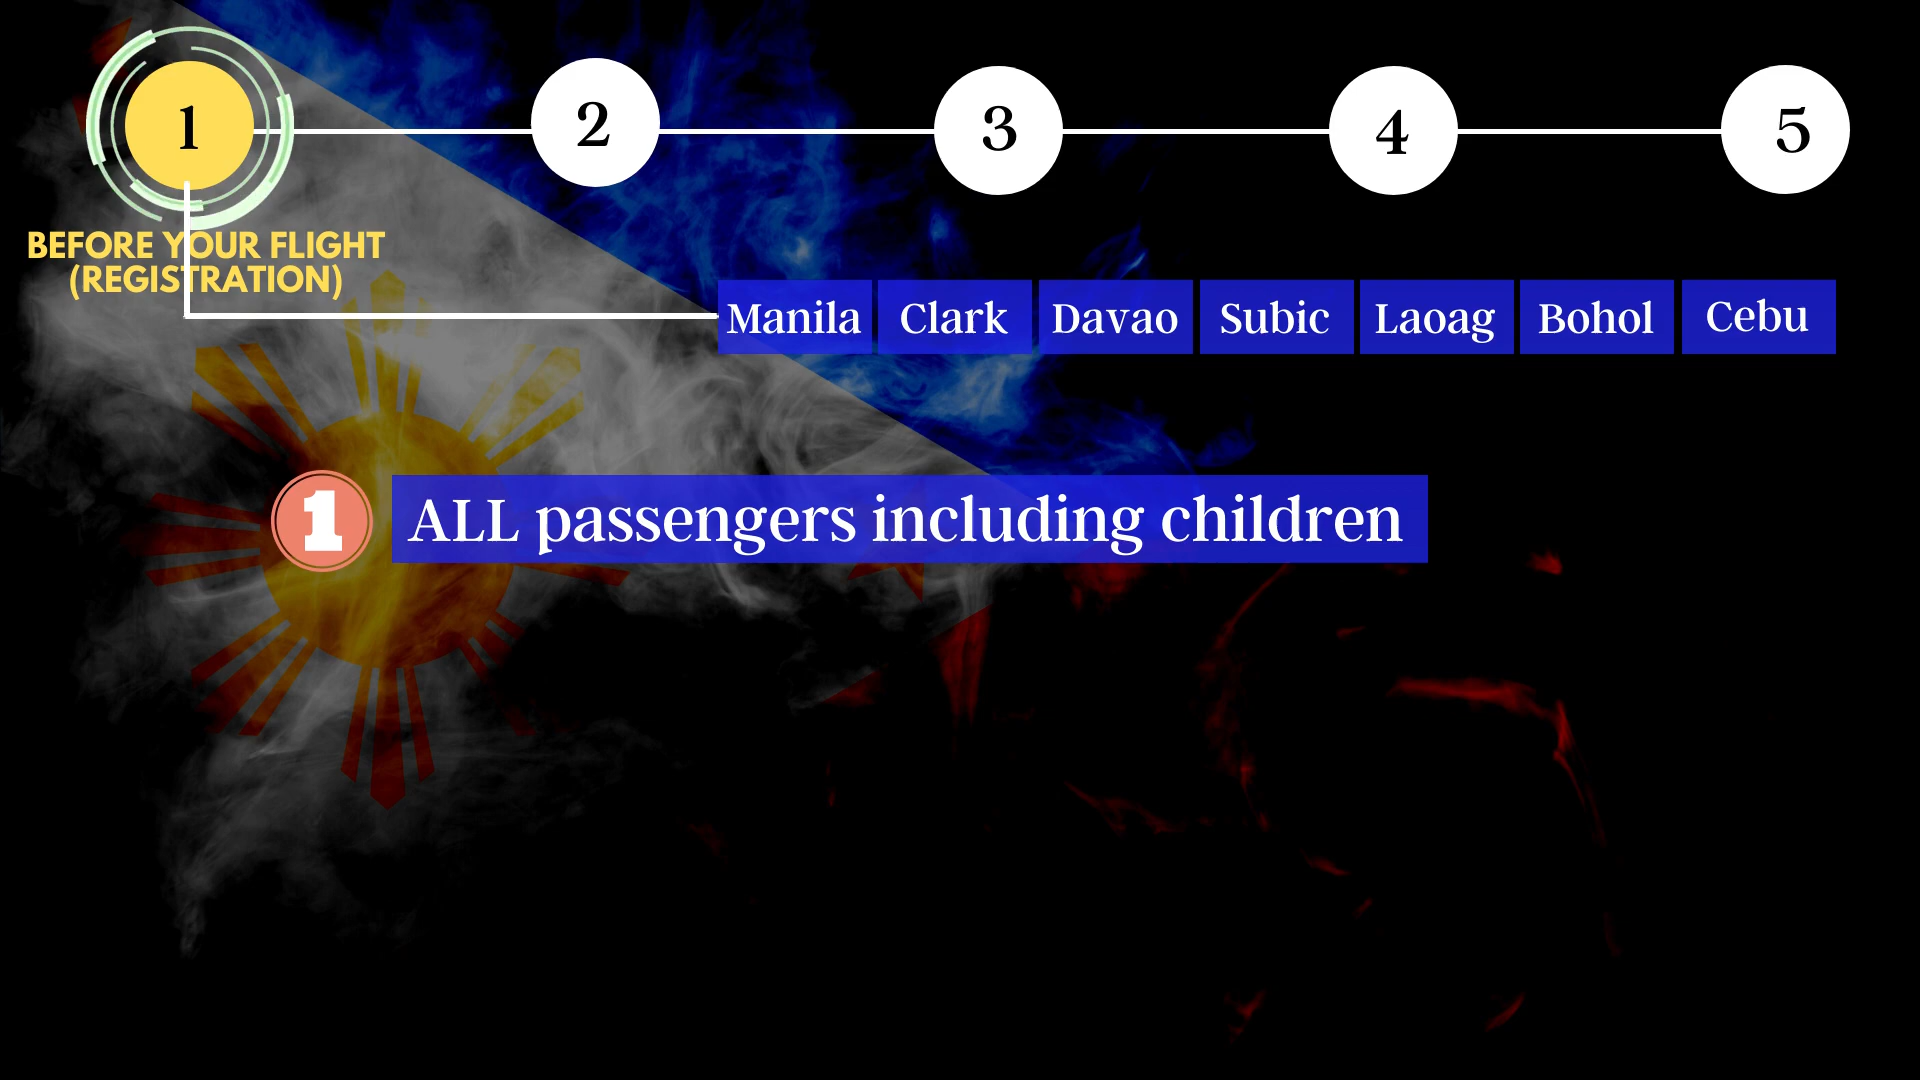 1 2 3 4 5
BEFORE YOUR FLIGHT
(REGISTRATION)
Manila Clark Davao Subic Laoag Bohol Cebu
1 ALL passengers including children